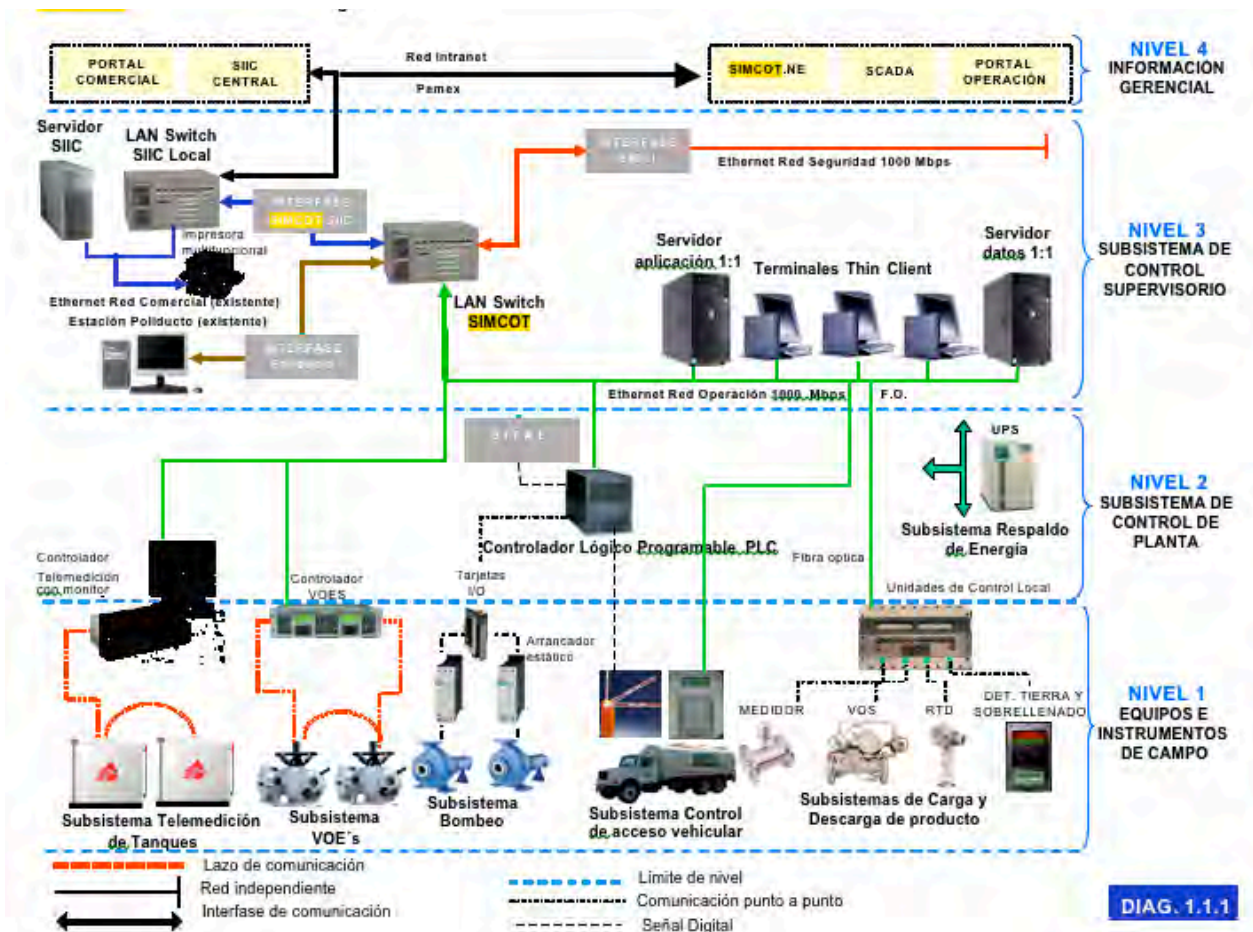 PORTAL
COMERCIAL
SIIC
CENTRAL
Red Intranet
Pemex
SIMCOT.NE
SCADA
PORTAL
OPERACIÓN
NIVEL 4
INFORMACIÓN
GERENCIAL
Servidor
SIIC
LAN Switch
SIIC Local
INTERFASE
Ethernet Red Seguridad 1000 Mbps
INTERFASE
SIMCOT-SIIC
Impresora
multifuncional
Ethernet Red Comercial (existente)
Estación Poliducto (existente)
INTERFASE
LAN Switch
SIMCOT
Servidor
aplicación 1:1
Terminales Thin Client
Servidor
datos 1:1
Ethernet Red Operación 1000 Mbps
F.O.
NIVEL 3
SUBSISTEMA DE
CONTROL
SUPERVISORIO
UPS
Subsistema Respaldo
de Energía
Controlador Lógico Programable PLC
Fibra optica
NIVEL 2
SUBSISTEMA DE
CONTROL DE
PLANTA
Controlador
Telemedición
con monitor
Controlador
VOES
Tarjetas
I/O
Unidades de Control Local
Arrancador
estático
MEDIDOR
VOS
RTD
DET. TIERRA Y
SOBRELLENADO
NIVEL 1
EQUIPOS E
INSTRUMENTOS
DE CAMPO
Subsistema Telemedición
de Tanques
Subsistema
VOE´s
Subsistema
Bombeo
Subsistema Control
de acceso vehicular
Subsistemas de Carga y
Descarga de producto
Lazo de comunicación
Red independiente
Interfase de comunicación
Limite de nivel
Comunicación punto a punto
Señal Digital
DIAG. 1.1.1